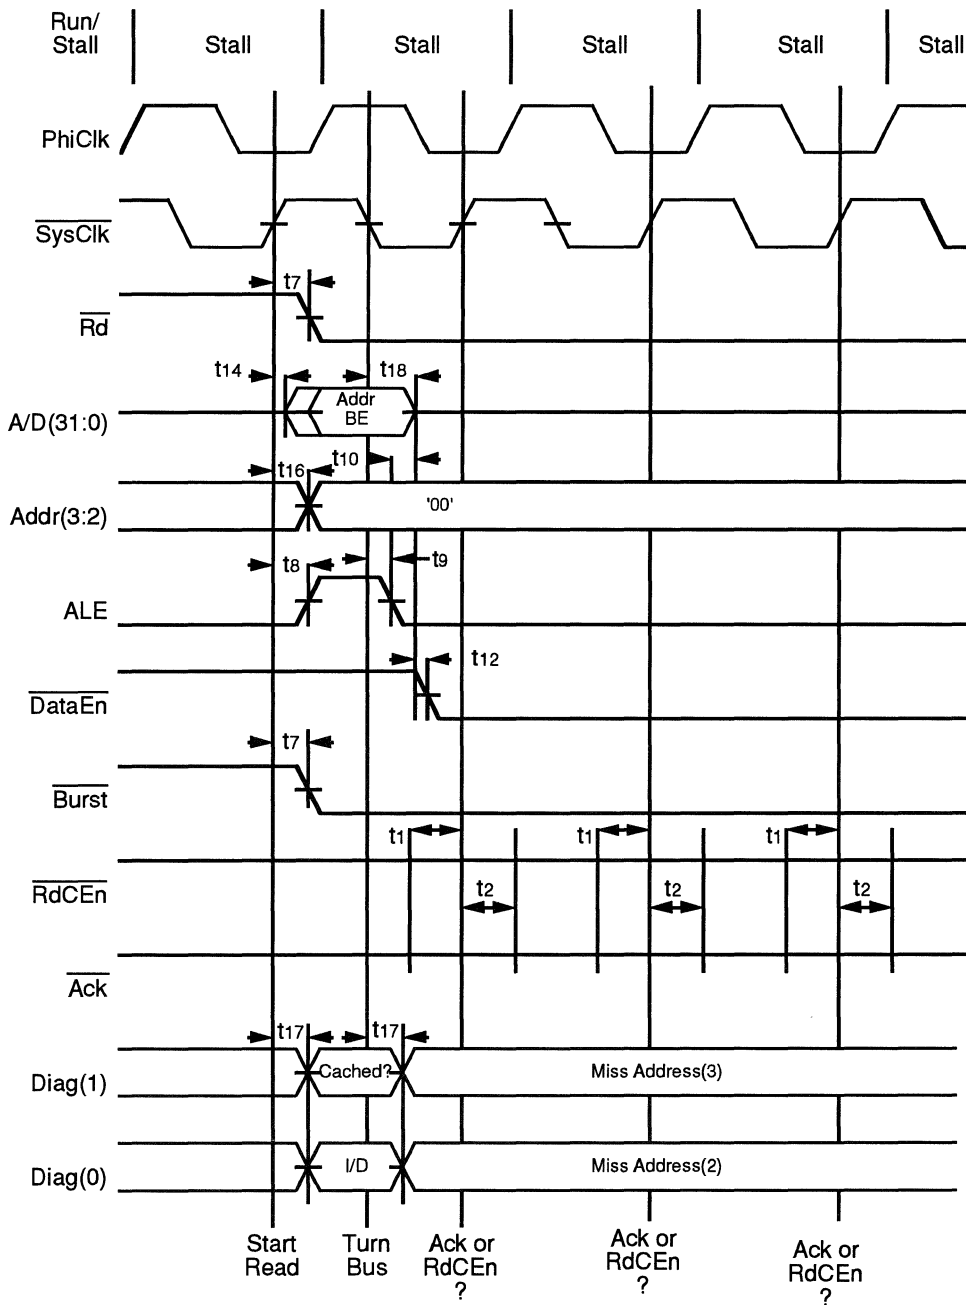 Run/
Stall
Stall
Stall
Stall
Stall
Stall
PhiClk
SysClk
t7
Rd
t14
t18
Addr
BE
A/D(31:0)
t10
t16
'00'
Addr(3:2)
t8
t9
ALE
t12
DataEn
t7
Burst
t1
t1
t1
RdCEn
t2
t2
t2
Ack
t17
t17
Diag(1)
Cached?
Miss Address(3)
Diag(0)
I/D
Miss Address(2)
Start
Read
Turn
Bus
Ack or
RdCEn
?
Ack or
RdCEn
?
Ack or
RdCEn
?